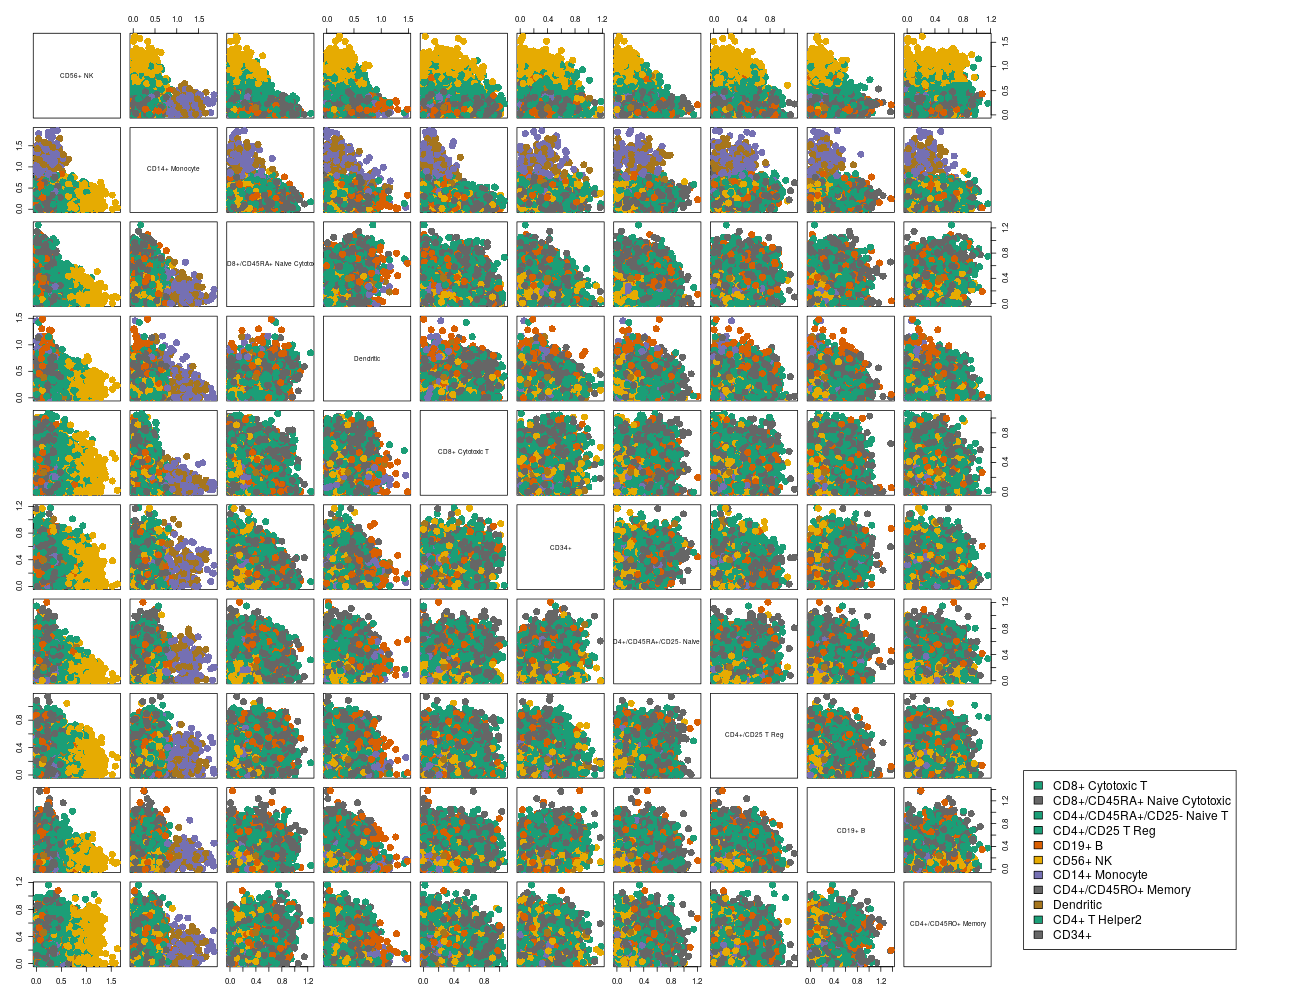 0.0 0.5 1.0 1.5 0.0 0.5 1.0 1.5 0.0 0.4 0.8 1.2 0.0 0.4 0.8 0.0 0.4 0.8 1.2
CD56+ NK
0.0 0.5 1.0 1.5
0.0 0.5 1.0 1.5
CD14+ Monocyte
D8+/CD45RA+ Naive Cytoto
0.0 0.4 0.8 1.2
0.0 0.5 1.0 1.5
Dendritic
CD8+ Cytotoxic T
0.0 0.4 0.8
0.0 0.4 0.8 1.2
CD34+
D4+/CD45RA+/CD25- Naive
0.0 0.4 0.8 1.2
0.0 0.4 0.8
CD4+/CD25 T Reg
CD19+ B
0.0 0.4 0.8 1.2
0.0 0.4 0.8 1.2
CD4+/CD45RO+ Memory
0.0 0.5 1.0 1.5 0.0 0.4 0.8 1.2 0.0 0.4 0.8 0.0 0.4 0.8 1.2 0.0 0.4 0.8 1.2
CD8+ Cytotoxic T
CD8+/CD45RA+ Naive Cytotoxic
CD4+/CD45RA+/CD25- Naive T
CD4+/CD25 T Reg
CD19+ B
CD56+ NK
CD14+ Monocyte
CD4+/CD45RO+ Memory
Dendritic
CD4+ T Helper2
CD34+